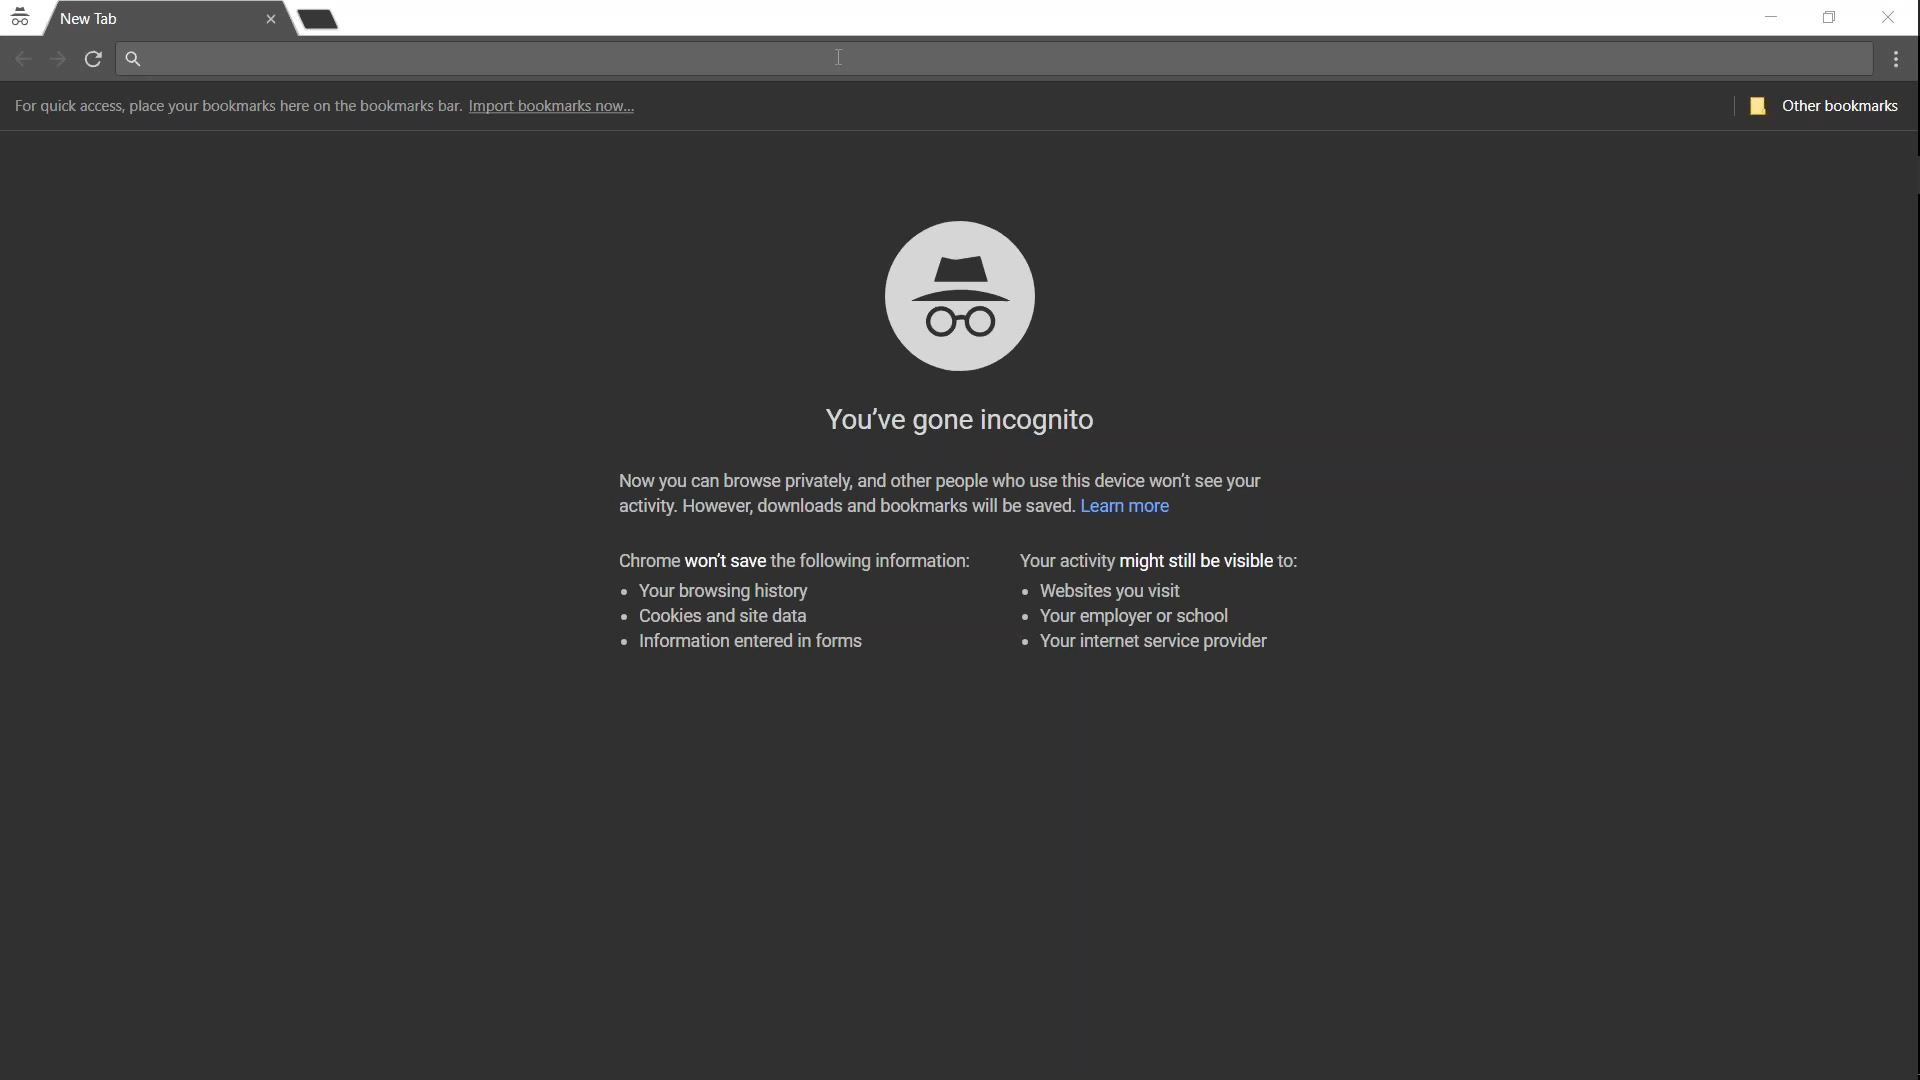 New Tab
For quick access, place your bookmarks here on the bookmarks bar. Import bookmarks now...
Other bookmarks
You've gone incognito
Now you can browse privately, and other people who use this device won't see your
activity. However, downloads and bookmarks will be saved. Learn more
Chrome won't save the following information:
• Your browsing history
• Cookies and site data
• Information entered in forms
Your activity might still be visible to:
• Websites you visit
• Your employer or school
• Your internet service provider